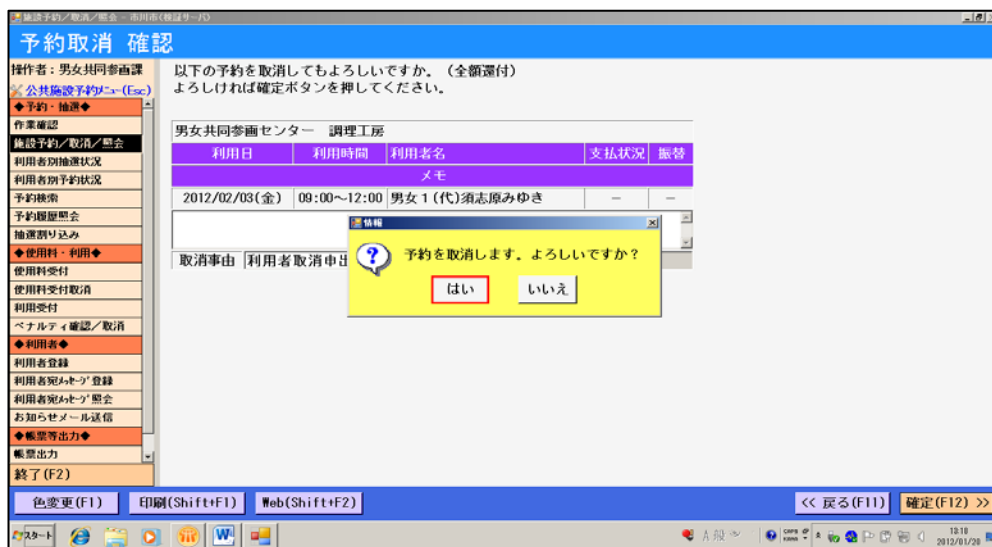 施設予約／取消／照会 - 市川市(検証サーバ)
予約取消 確認
操作者：男女共同参画課
公共施設予約ﾒﾆｭｰ(Esc)
◆予約・抽選◆
作業確認
施設予約／取消／照会
利用者別抽選状況
利用者別予約状況
予約検索
予約履歴照会
抽選割り込み
◆使用料・利用◆
使用料受付
使用料受付取消
利用受付
ペナルティ確認／取消
◆利用者◆
利用者登録
利用者宛ﾒｯｾｰｼﾞ登録
利用者宛ﾒｯｾｰｼﾞ照会
お知らせメール送信
◆帳票等出力◆
帳票出力
終了(F2)
以下の予約を取消してもよろしいですか。（全額還付）
よろしければ確定ボタンを押してください。
男女共同参画センター　調理工房
利用日 利用時間 利用者名 支払状況 振替
メモ
2012/02/03(金) 09:00～12:00 男女１(代)須志原みゆき － －
取消事由 利用者取消申出
情報
予約を取消します。よろしいですか？
はい いいえ
色変更(F1) 印刷(Shift+F1) Web(Shift+F2) << 戻る(F11) 確定(F12) >>
ｽﾀｰﾄ A 般 CAPS KANA 13:10
2012/01/20